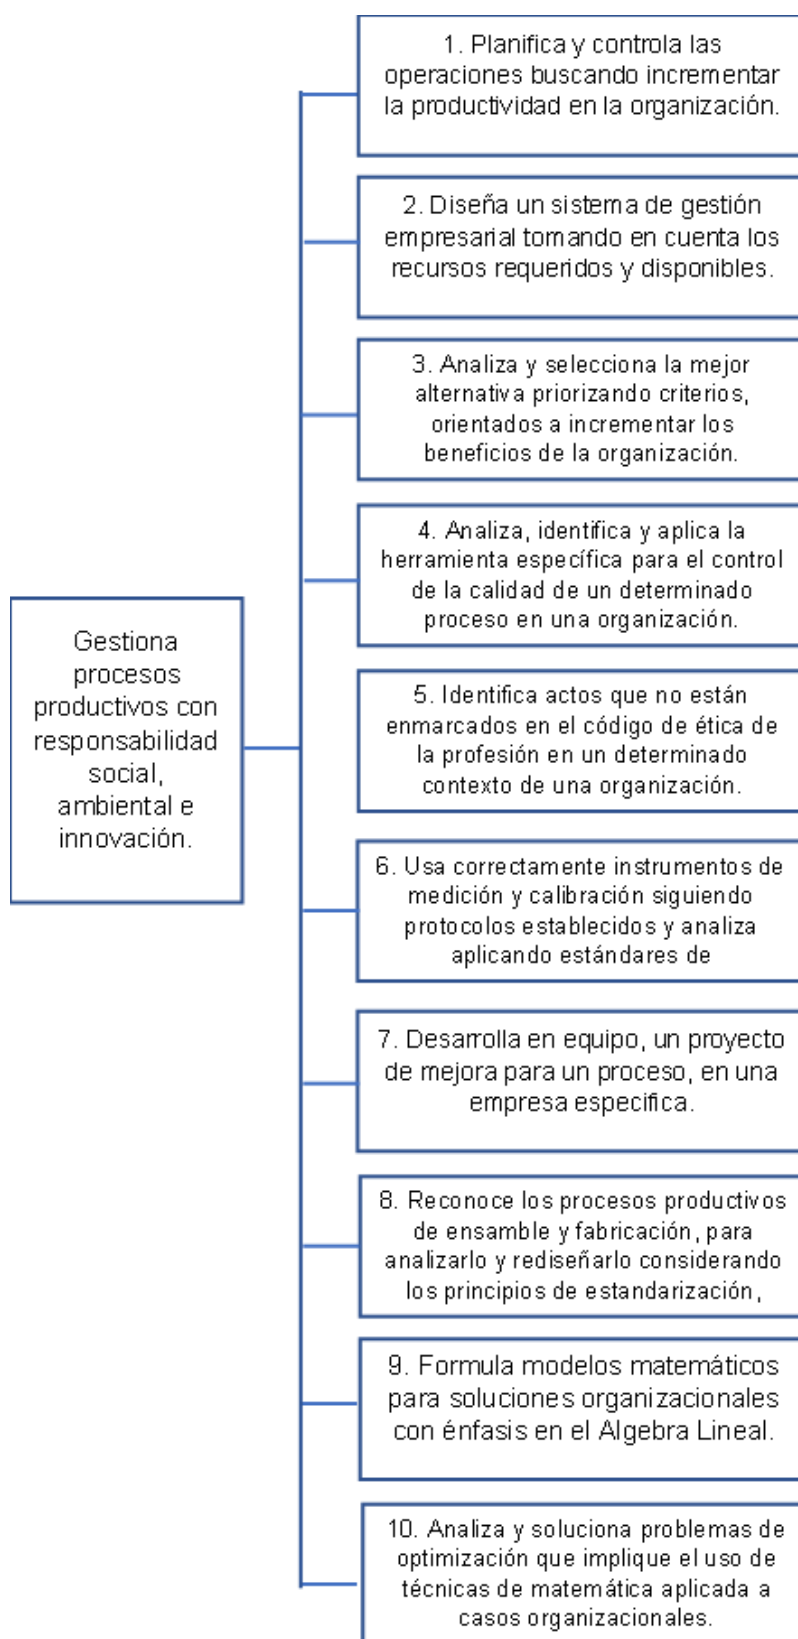 Gestiona
procesos
productivos con
responsabilidad
social,
ambiental e
innovación.
1. Planifica y controla las
operaciones buscando incrementar
la productividad en la organización.
2. Diseña un sistema de gestión
empresarial tomando en cuenta los
recursos requeridos y disponibles.
3. Analiza y selecciona la mejor
alternativa priorizando criterios,
orientados a incrementar los
beneficios de la organización.
4. Analiza, identifica y aplica la
herramienta específica para el control
de la calidad de un determinado
proceso en una organización.
5. Identifica actos que no están
enmarcados en el código de ética de
la profesión en un determinado
contexto de una organización.
6. Usa correctamente instrumentos de
medición y calibración siguiendo
protocolos establecidos y analiza
aplicando estándares de
7. Desarrolla en equipo, un proyecto
de mejora para un proceso, en una
empresa especifica.
8. Reconoce los procesos productivos
de ensamble y fabricación, para
analizarlo y rediseñarlo considerando
los principios de estandarización,
9. Formula modelos matemáticos
para soluciones organizacionales
con énfasis en el Algebra Lineal.
10. Analiza y soluciona problemas de
optimización que implique el uso de
técnicas de matemática aplicada a
casos organizacionales.